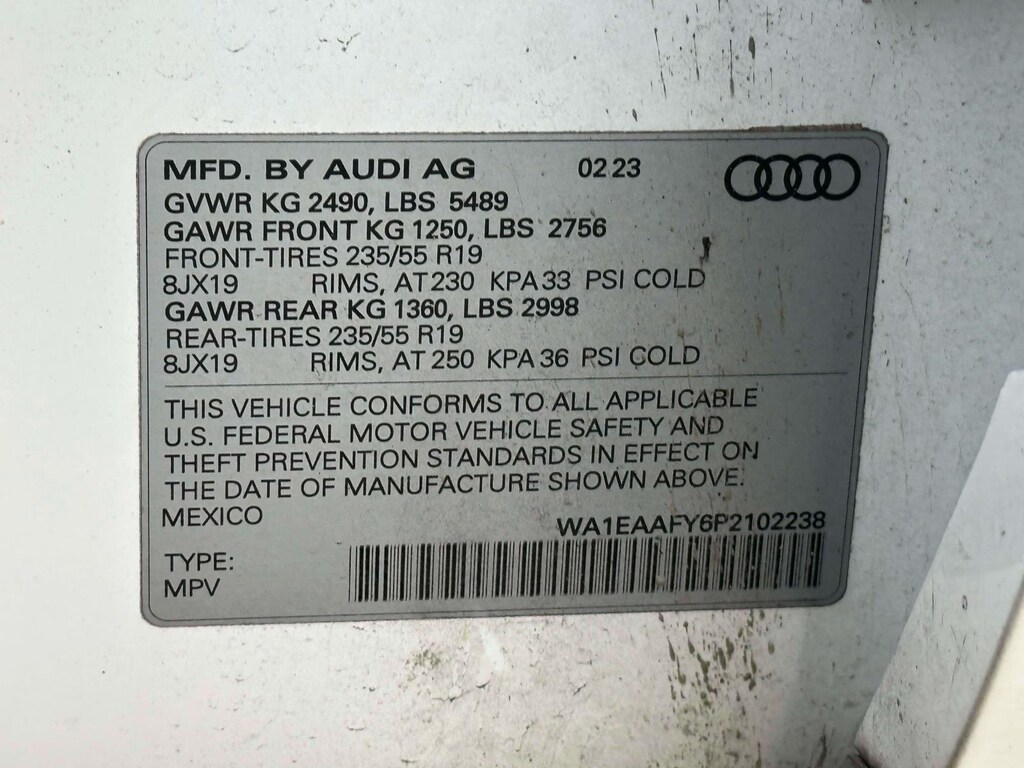 MFD. BY AUDI AG 02 23
GVWR KG 2490, LBS 5489
GAWR FRONT KG 1250, LBS 2756
FRONT-TIRES 235/55 R19
8JX19 RIMS, AT 230 KPA 33 PSI COLD
GAWR REAR KG 1360, LBS 2998
REAR-TIRES 235/55 R19
8JX19 RIMS, AT 250 KPA 36 PSI COLD
THIS VEHICLE CONFORMS TO ALL APPLICABLE
U.S. FEDERAL MOTOR VEHICLE SAFETY AND
THEFT PREVENTION STANDARDS IN EFFECT ON
THE DATE OF MANUFACTURE SHOWN ABOVE.
MEXICO
WA1EAAFY6P2102238
TYPE:
MPV